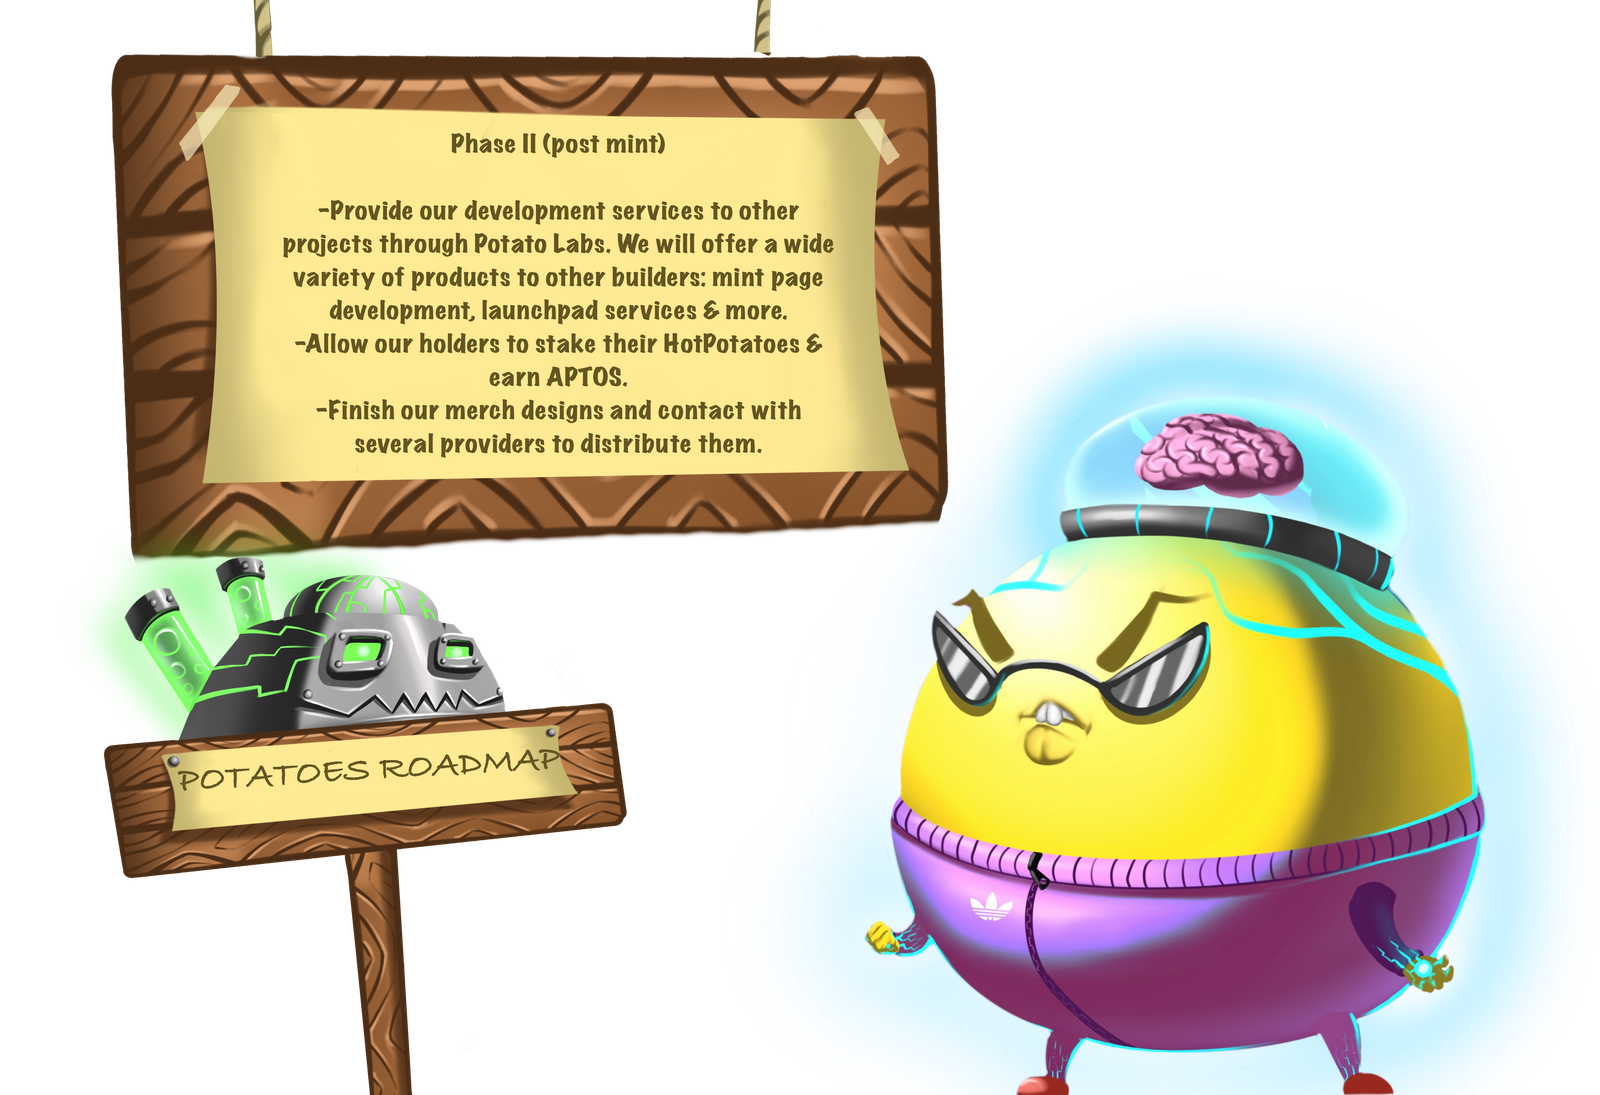 Phase II (post mint)
-Provide our development services to other
projects through Potato Labs. We will offer a wide
variety of products to other builders: mint page
development, launchpad services & more.
-Allow our holders to stake their HotPotatoes &
earn APTOS.
-Finish our merch designs and contact with
several providers to distribute them.
POTATOES ROADMAP